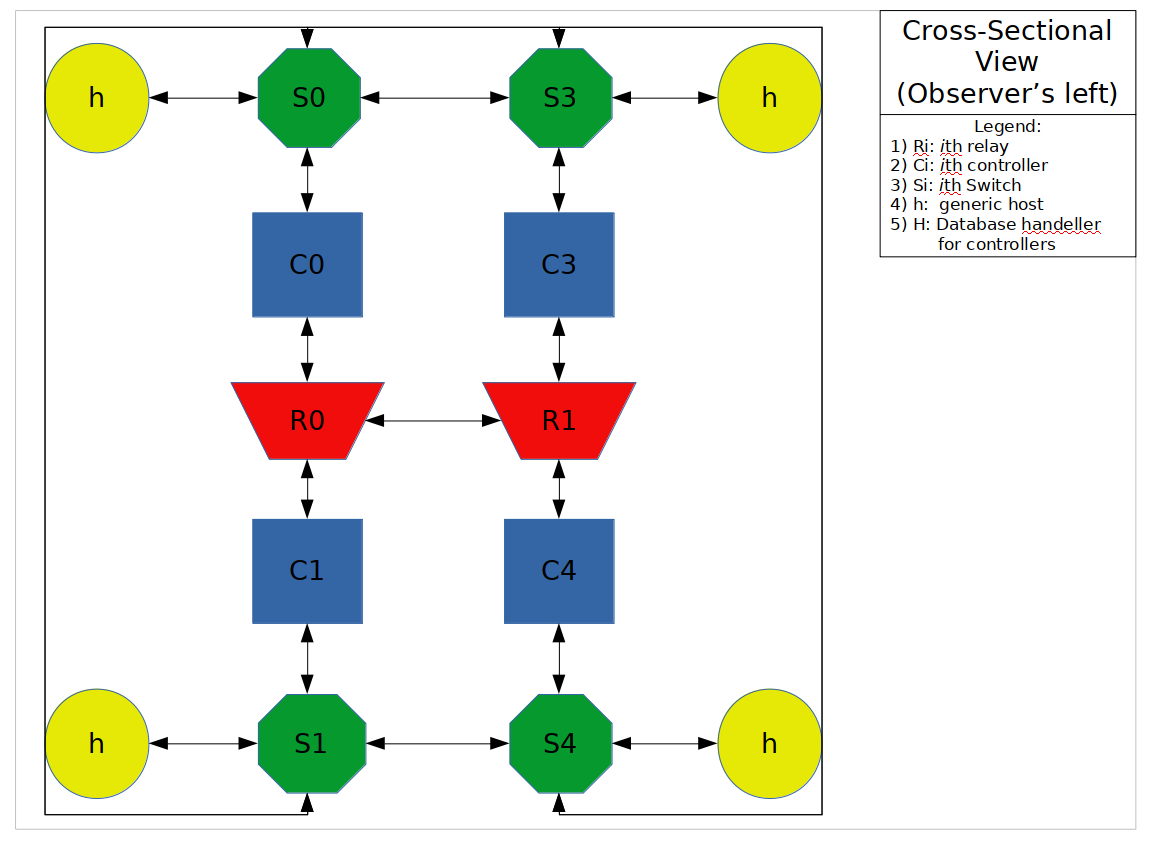 h
S0
S3
h
Cross-Sectional
View
(Observer’s left)
Legend:
1) Ri: ith relay
2) Ci: ith controller
3) Si: ith Switch
4) h:  generic host
5) H: Database handeller
for controllers
C0
C3
R0
R1
C1
C4
h
S1
S4
h